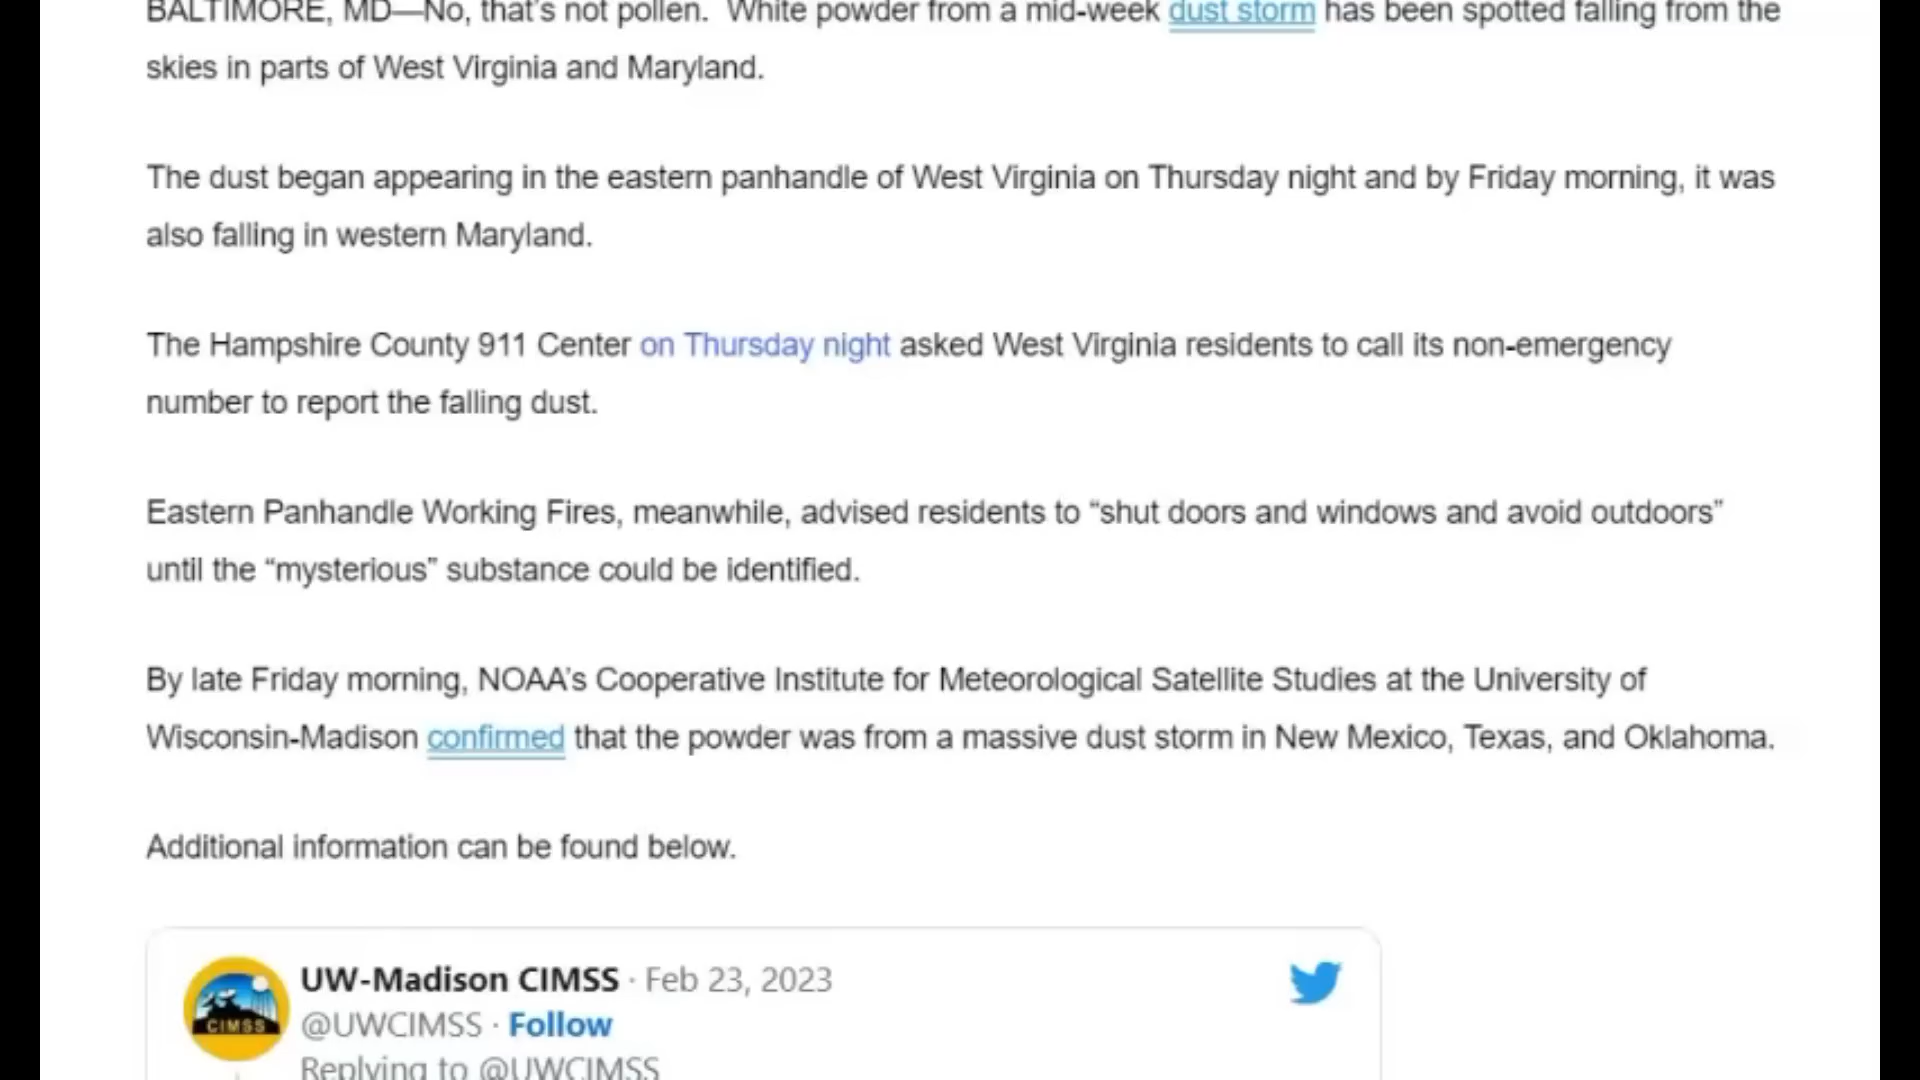 BALTIMORE, MD—No, that's not pollen.  White powder from a mid-week dust storm has been spotted falling from the
skies in parts of West Virginia and Maryland.
The dust began appearing in the eastern panhandle of West Virginia on Thursday night and by Friday morning, it was
also falling in western Maryland.
The Hampshire County 911 Center on Thursday night asked West Virginia residents to call its non-emergency
number to report the falling dust.
Eastern Panhandle Working Fires, meanwhile, advised residents to “shut doors and windows and avoid outdoors”
until the “mysterious” substance could be identified.
By late Friday morning, NOAA’s Cooperative Institute for Meteorological Satellite Studies at the University of
Wisconsin-Madison confirmed that the powder was from a massive dust storm in New Mexico, Texas, and Oklahoma.
Additional information can be found below.
UW-Madison CIMSS · Feb 23, 2023
@UWCIMSS · Follow
CIMSS
Replying to @UWCIMSS